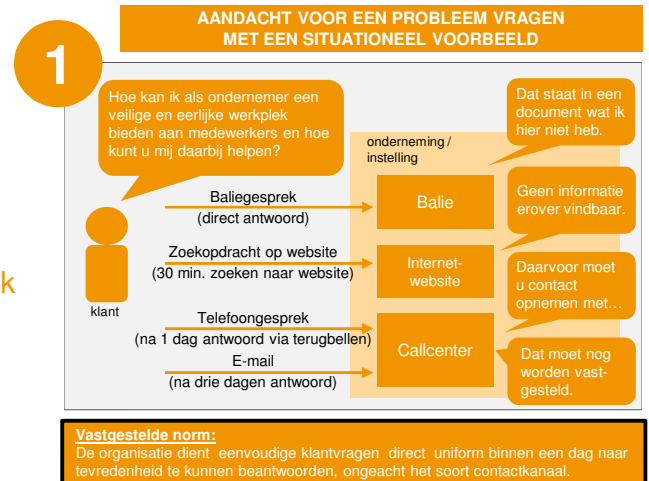 AANDACHT VOOR EEN PROBLEEM VRAGEN
MET EEN SITUATIONEEL VOORBEELD
1
Hoe kan ik als ondernemer een
veilige en eerlijke werkplek
bieden aan medewerkers en hoe
kunt u mij daarbij helpen?
Dat staat in een
document wat ik
hier niet heb.
onderneming /
instelling
Baliegesprek
(direct antwoord)
Balie
Geen informatie
erover vindbaar.
Zoekopdracht op website
(30 min. zoeken naar website)
Internet-
website
Daarvoor moet
u contact
opnemen met…
k
klant
Telefoongesprek
(na 1 dag antwoord via terugbellen)
E-mail
(na drie dagen antwoord)
Callcenter
Dat moet nog
worden vast-
gesteld.
Vastgestelde norm:
De organisatie dient eenvoudige klantvragen direct uniform binnen een dag naar
tevredenheid te kunnen beantwoorden, ongeacht het soort contactkanaal.